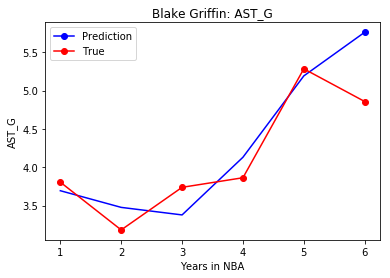 Blake Griffin: AST_G
Prediction
True
5.5
5.0
4.5
4.0
3.5
AST_G
1 2 3 4 5 6
Years in NBA